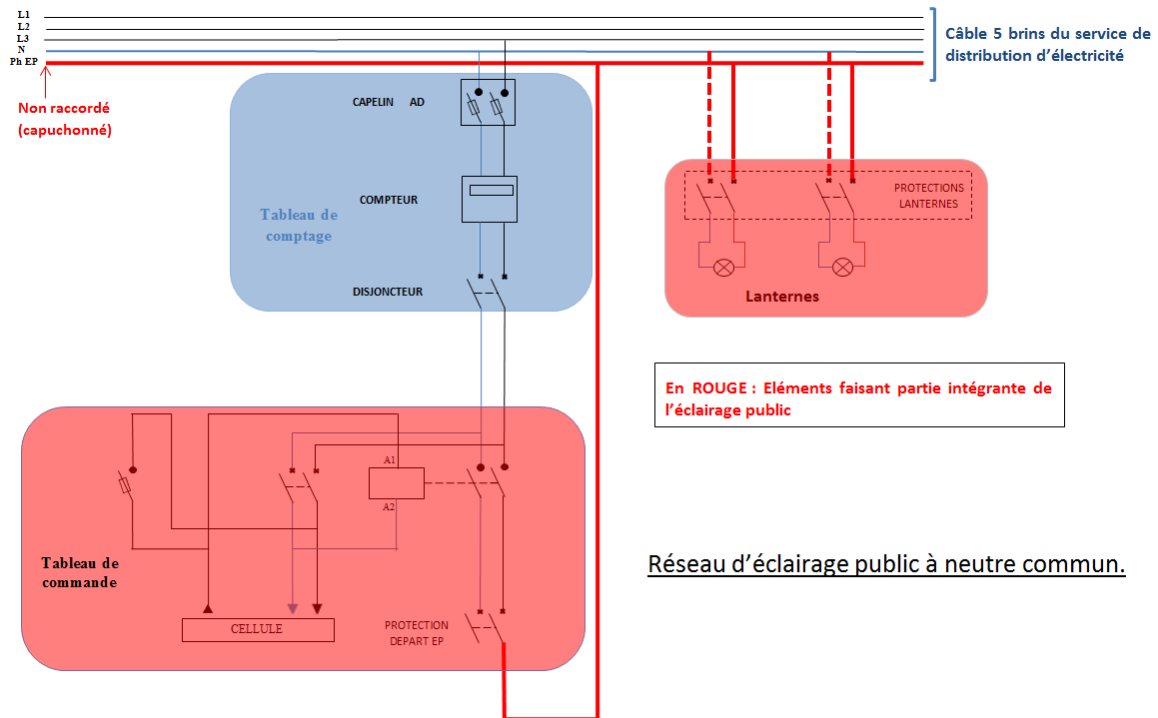 L1
L2
L3
N
Ph EP
Câble 5 brins du service de
distribution d’électricité
Non raccordé
(capuchonné)
CAPELIN AD
COMPTEUR
Tableau de
comptage
DISJONCTEUR
PROTECTIONS
LANTERNES
Lanternes
En ROUGE : Eléments faisant partie intégrante de
l’éclairage public
A1
A2
Tableau de
commande
CELLULE
PROTECTION
DEPART EP
Réseau d’éclairage public à neutre commun.